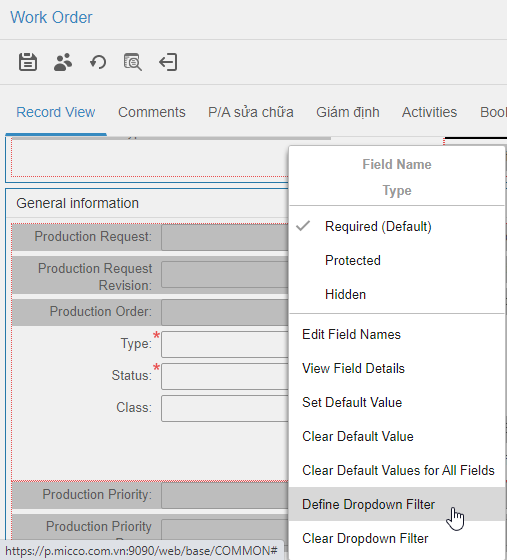 Work Order
Record View Comments P/A sửa chữa Giám định Activities
General information
Production Request:
Production Request
Revision:
Production Order:
* Type:
* Status:
Class:
Production Priority:
Production Priority
Field Name
Type
Required (Default)
Protected
Hidden
Edit Field Names
View Field Details
Set Default Value
Clear Default Value
Clear Default Values for All Fields
Define Dropdown Filter
Clear Dropdown Filter
https://p.micco.com.vn:9090/web/base/COMMON#